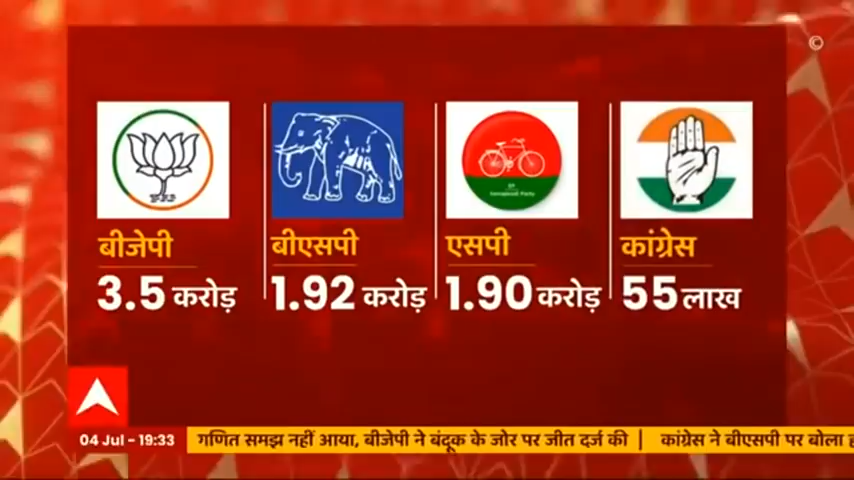 ©
बीजेपी
3.5 करोड़
बीएसपी
1.92 करोड़
एसपी
1.90 करोड़
कांग्रेस
55 लाख
04 Jul - 19:33
गणित समझ नहीं आया, बीजेपी ने बंदूक के जोर पर जीत दर्ज की | कांग्रेस ने बीएसपी पर बोला